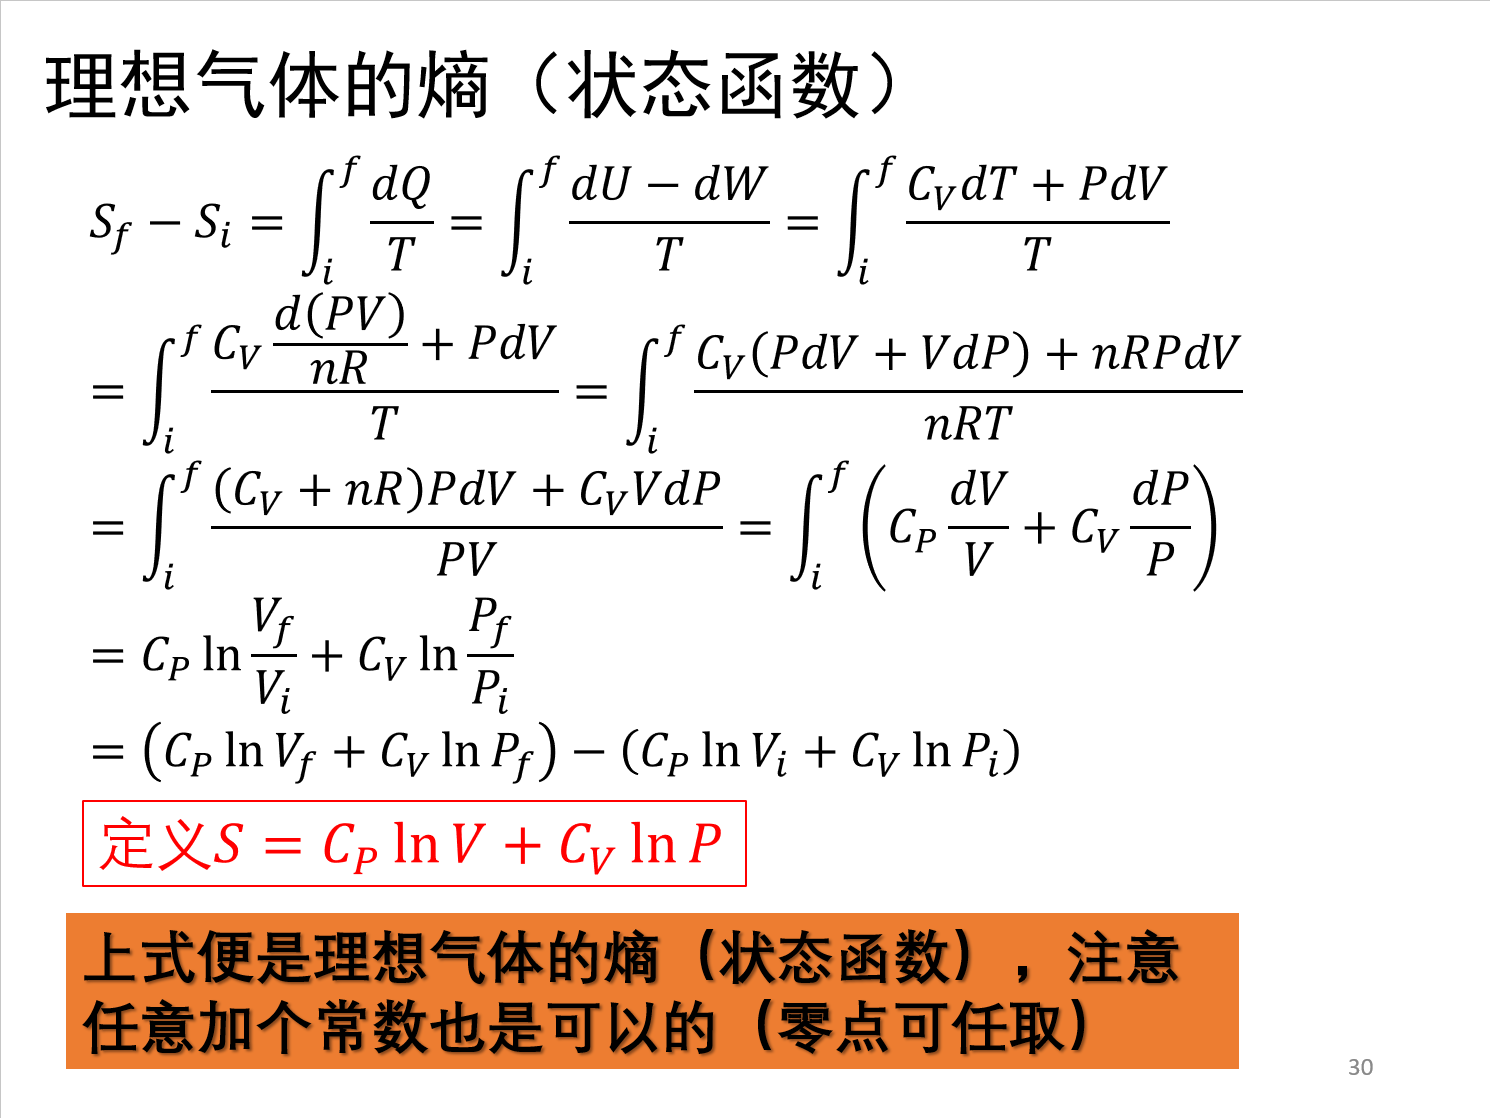 理想气体的熵（状态函数）
$S_f - S_i = \int_i^f \frac{dQ}{T} = \int_i^f \frac{dU - dW}{T} = \int_i^f \frac{C_V dT + PdV}{T}$
$= \int_i^f \frac{C_V \frac{d(PV)}{nR} + PdV}{T} = \int_i^f \frac{C_V(PdV + VdP) + nRPdV}{nRT}$
$= \int_i^f \frac{(C_V + nR)PdV + C_V VdP}{PV} = \int_i^f \left( C_P \frac{dV}{V} + C_V \frac{dP}{P} \right)$
$= C_P \ln \frac{V_f}{V_i} + C_V \ln \frac{P_f}{P_i}$
$= (C_P \ln V_f + C_V \ln P_f) - (C_P \ln V_i + C_V \ln P_i)$
定义$S = C_P \ln V + C_V \ln P$
上式便是理想气体的熵（状态函数），注意
任意加个常数也是可以的（零点可任取）
30